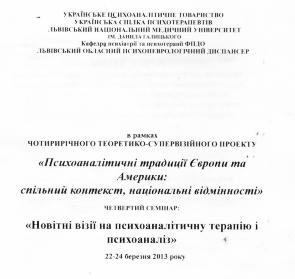 УКРАЇНСЬКЕ ПСИХОАНАЛІТИЧНЕ ТОВАРИСТВО
УКРАЇНСЬКА СПІЛКА ПСИХОТЕРАПЕВТІВ
ЛЬВІВСЬКИЙ НАЦІОНАЛЬНИЙ МЕДИЧНИЙ УНІВЕРСИТЕТ
ІМ. ДАНИЛА ГАЛИЦЬКОГО
Кафедра психіатрії та психотерапії ФПДО
ЛЬВІВСЬКИЙ ОБЛАСНИЙ ПСИХОНЕВРОЛОГІЧНИЙ ДИСПАНСЕР
в рамках
ЧОТИРИРІЧНОГО ТЕОРЕТИКО-СУПЕРВІЗІЙНОГО ПРОЕКТУ
«Психоаналітичні традиції Європи та
Америки:
спільний контекст, національні відмінності»
ЧЕТВЕРТИЙ СЕМІНАР:
«Новітні візії на психоаналітичну терапію і
психоаналіз»
22-24 березня 2013 року